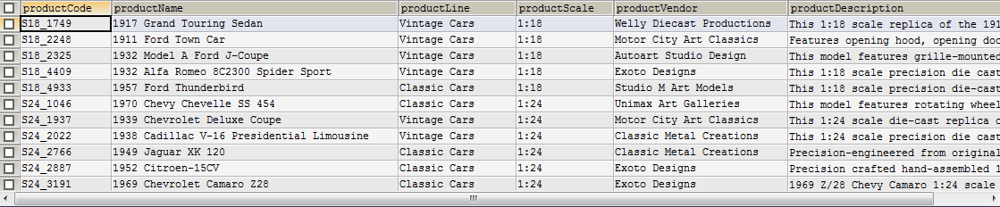 productCode productName productLine productScale productVendor productDescription
S18_1749 1917 Grand Touring Sedan Vintage Cars 1:18 Welly Diecast Productions This 1:18 scale replica of the 191
S18_2248 1911 Ford Town Car Vintage Cars 1:18 Motor City Art Classics Features opening hood, opening doo
S18_2325 1932 Model A Ford J-Coupe Vintage Cars 1:18 Autoart Studio Design This model features grille-mounted
S18_4409 1932 Alfa Romeo 8C2300 Spider Sport Vintage Cars 1:18 Exoto Designs This 1:18 scale precision die cast
S18_4933 1957 Ford Thunderbird Classic Cars 1:18 Studio M Art Models This 1:18 scale precision die-cast
S24_1046 1970 Chevy Chevelle SS 454 Classic Cars 1:24 Unimax Art Galleries This model features rotating wheel
S24_1937 1939 Chevrolet Deluxe Coupe Vintage Cars 1:24 Motor City Art Classics This 1:24 scale die-cast replica o
S24_2022 1938 Cadillac V-16 Presidential Limousine Vintage Cars 1:24 Classic Metal Creations This 1:24 scale precision die cast
S24_2766 1949 Jaguar XK 120 Classic Cars 1:24 Classic Metal Creations Precision-engineered from original
S24_2887 1952 Citroen-15CV Classic Cars 1:24 Exoto Designs Precision crafted hand-assembled 1
S24_3191 1969 Chevrolet Camaro Z28 Classic Cars 1:24 Exoto Designs 1969 Z/28 Chevy Camaro 1:24 scale